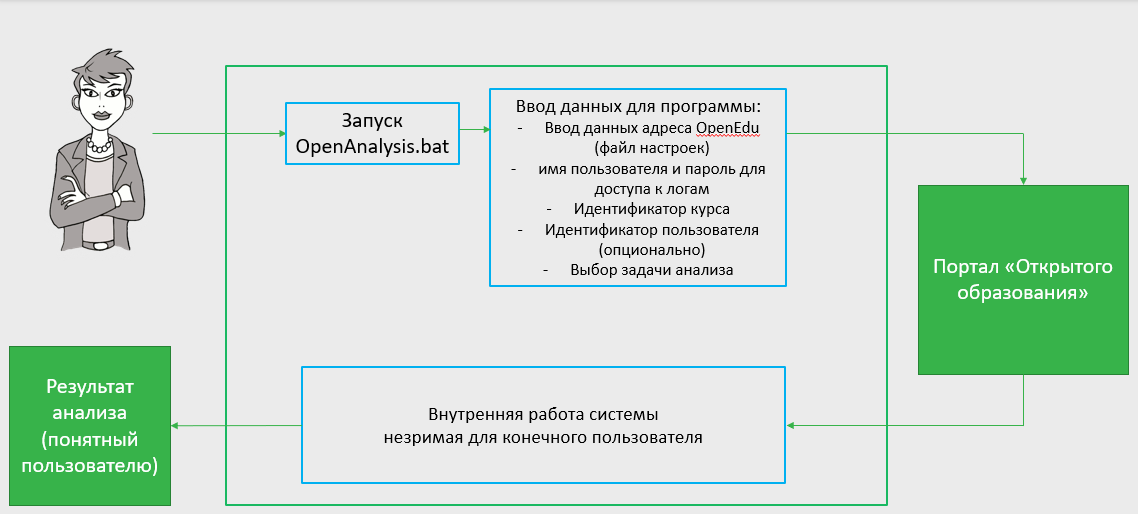 Запуск
OpenAnalysis.bat
Ввод данных для программы:
- Ввод данных адреса OpenEdu
(файл настроек)
- имя пользователя и пароль для
доступа к логам
- Идентификатор курса
- Идентификатор пользователя
(опционально)
- Выбор задачи анализа
Портал «Открытого
образования»
Внутренняя работа системы
незримая для конечного пользователя
Результат
анализа
(понятный
пользователю)